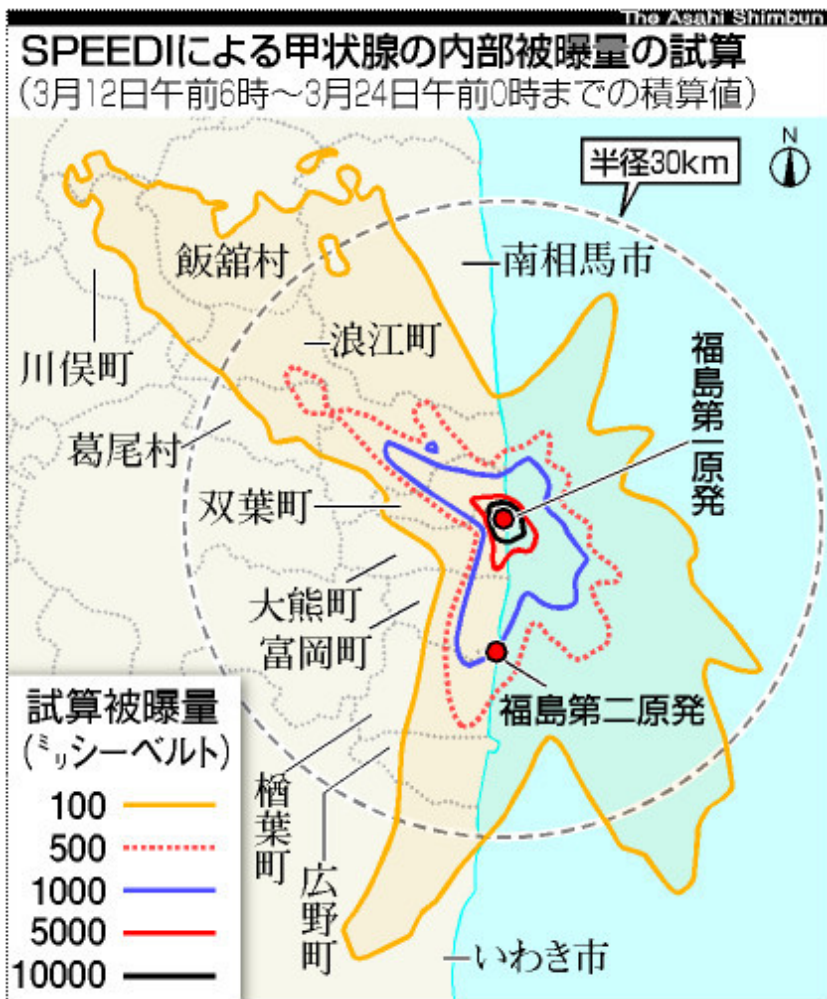 The Asahi Shimbun
SPEEDIによる甲状腺の内部被曝量の試算
(3月12日午前6時～3月24日午前0時までの積算値)
N
半径30km
飯舘村
南相馬市
浪江町
川俣町
福島第一原発
葛尾村
双葉町
大熊町
富岡町
福島第二原発
楢葉町
広野町
いわき市
試算被曝量
(ミリシーベルト)
100
500
1000
5000
10000